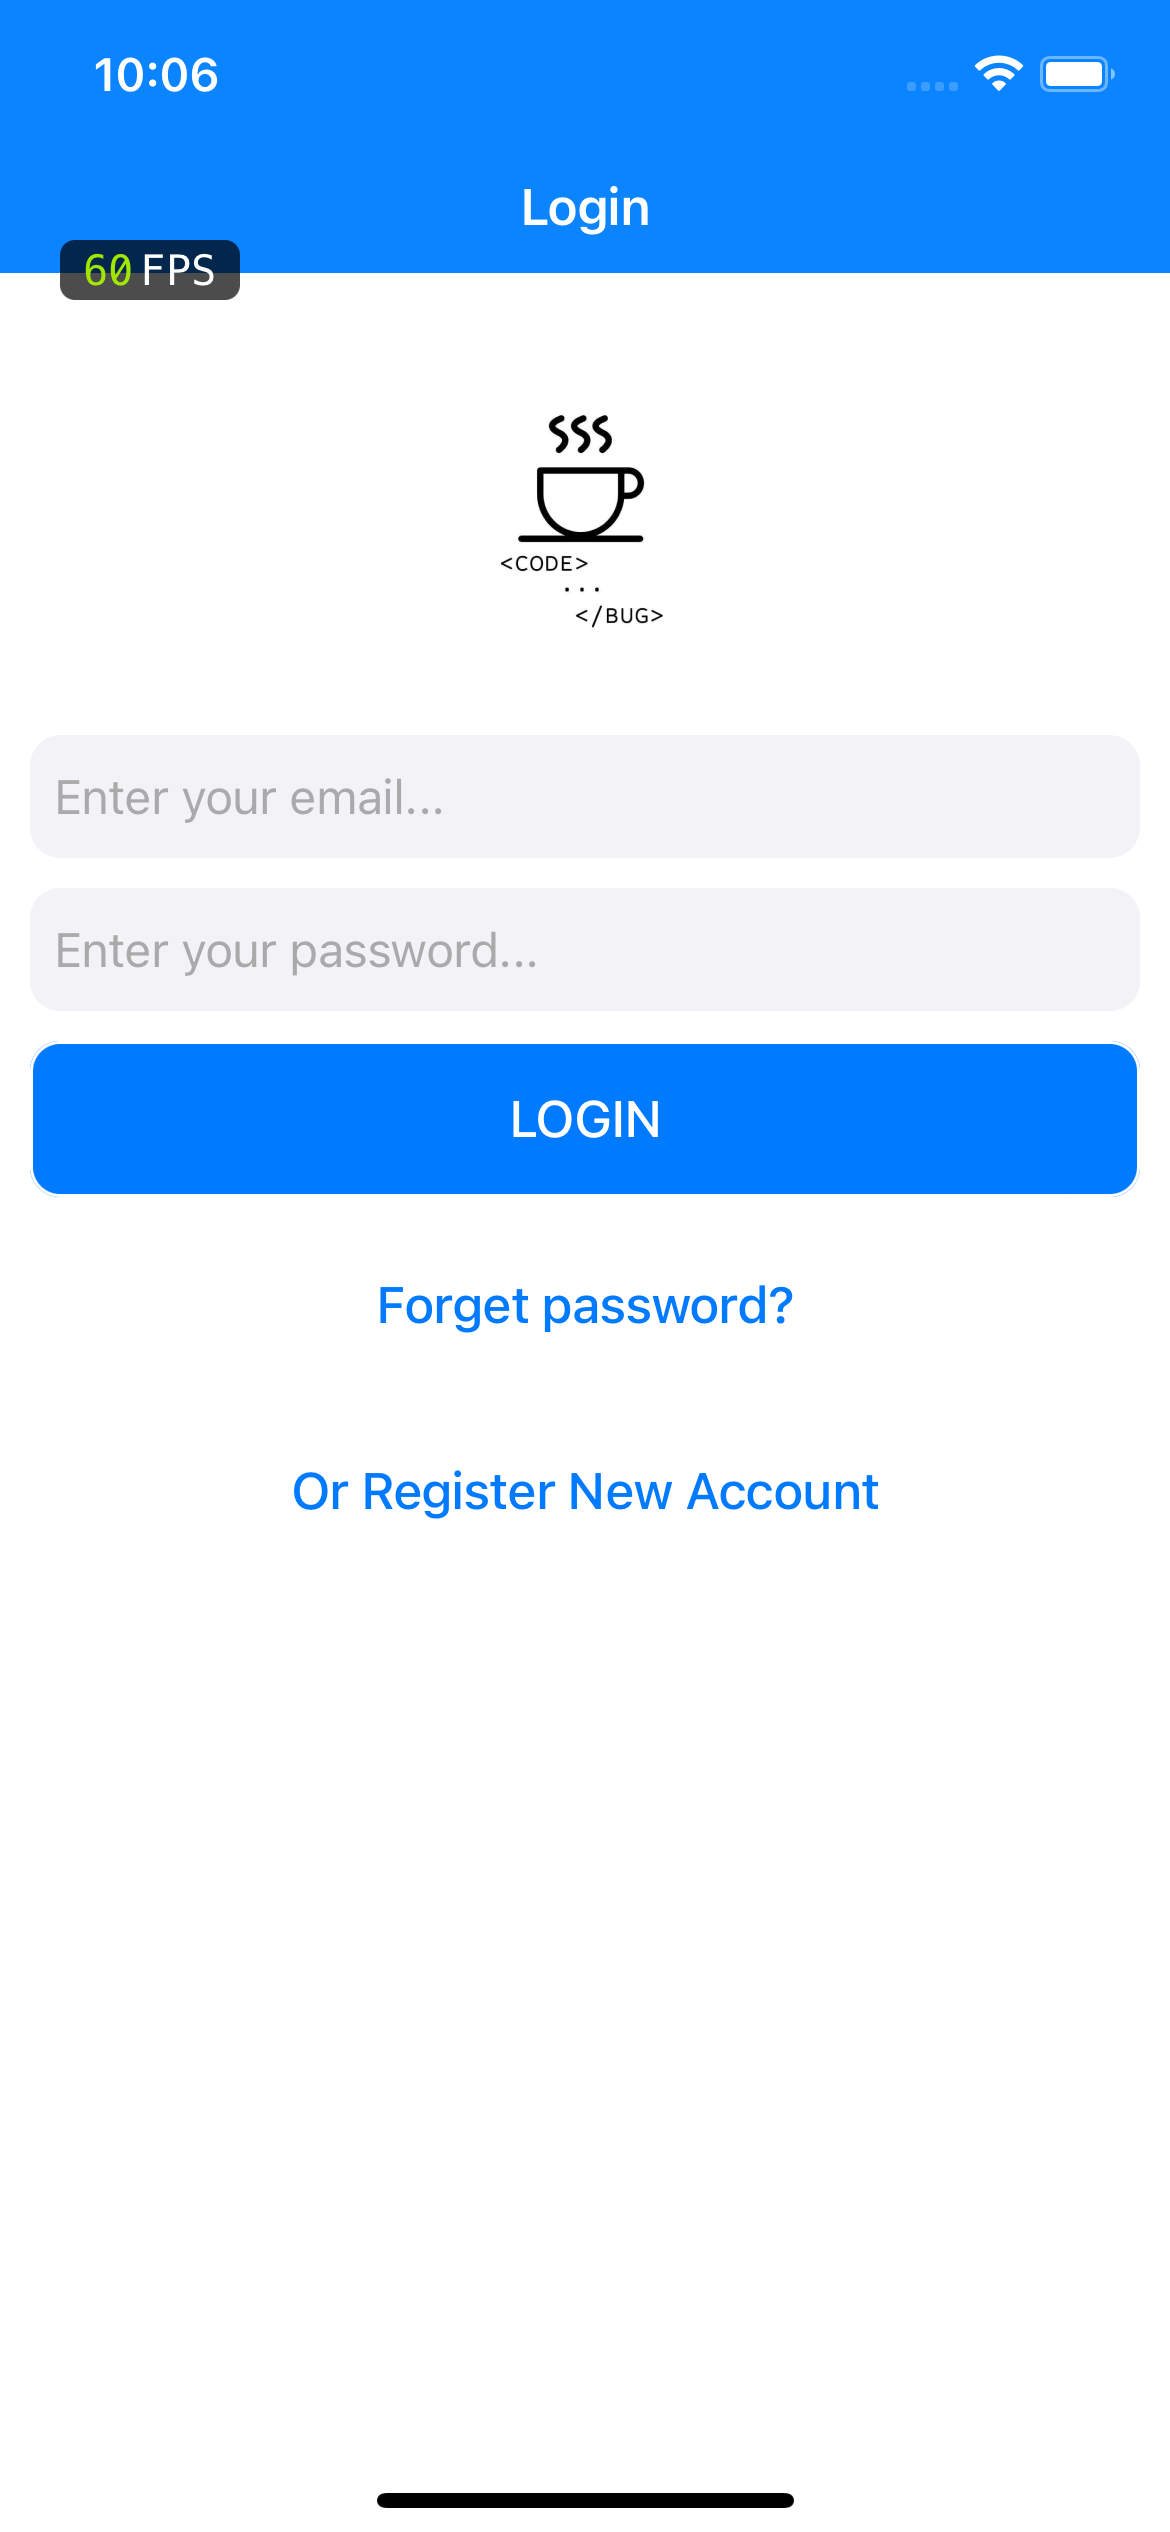 10:06
Login
60 FPS
<CODE>
...
</BUG>
Enter your email...
Enter your password...
LOGIN
Forget password?
Or Register New Account